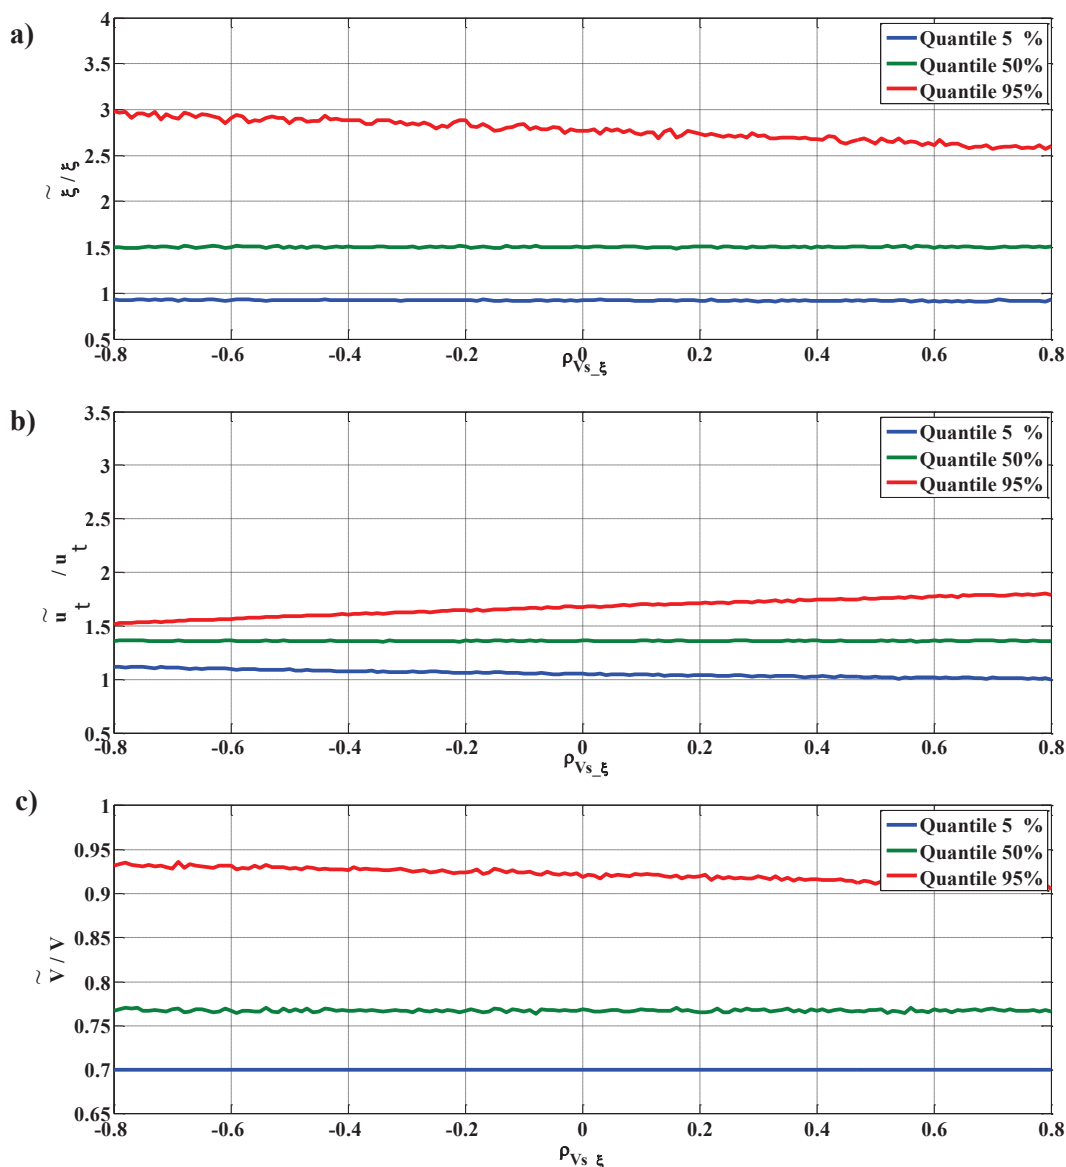 a)
4
3.5
3
2.5
2
1.5
1
0.5
ξ̃ / ξ
Quantile 5 %
Quantile 50%
Quantile 95%
-0.8 -0.6 -0.4 -0.2 0 0.2 0.4 0.6 0.8
ρVs_ξ
b)
3.5
3
2.5
2
1.5
1
0.5
ũt / ut
Quantile 5 %
Quantile 50%
Quantile 95%
-0.8 -0.6 -0.4 -0.2 0 0.2 0.4 0.6 0.8
ρVs_ξ
c)
1
0.95
0.9
0.85
0.8
0.75
0.7
0.65
Ṽ / V
Quantile 5 %
Quantile 50%
Quantile 95%
-0.8 -0.6 -0.4 -0.2 0 0.2 0.4 0.6 0.8
ρVs ξ